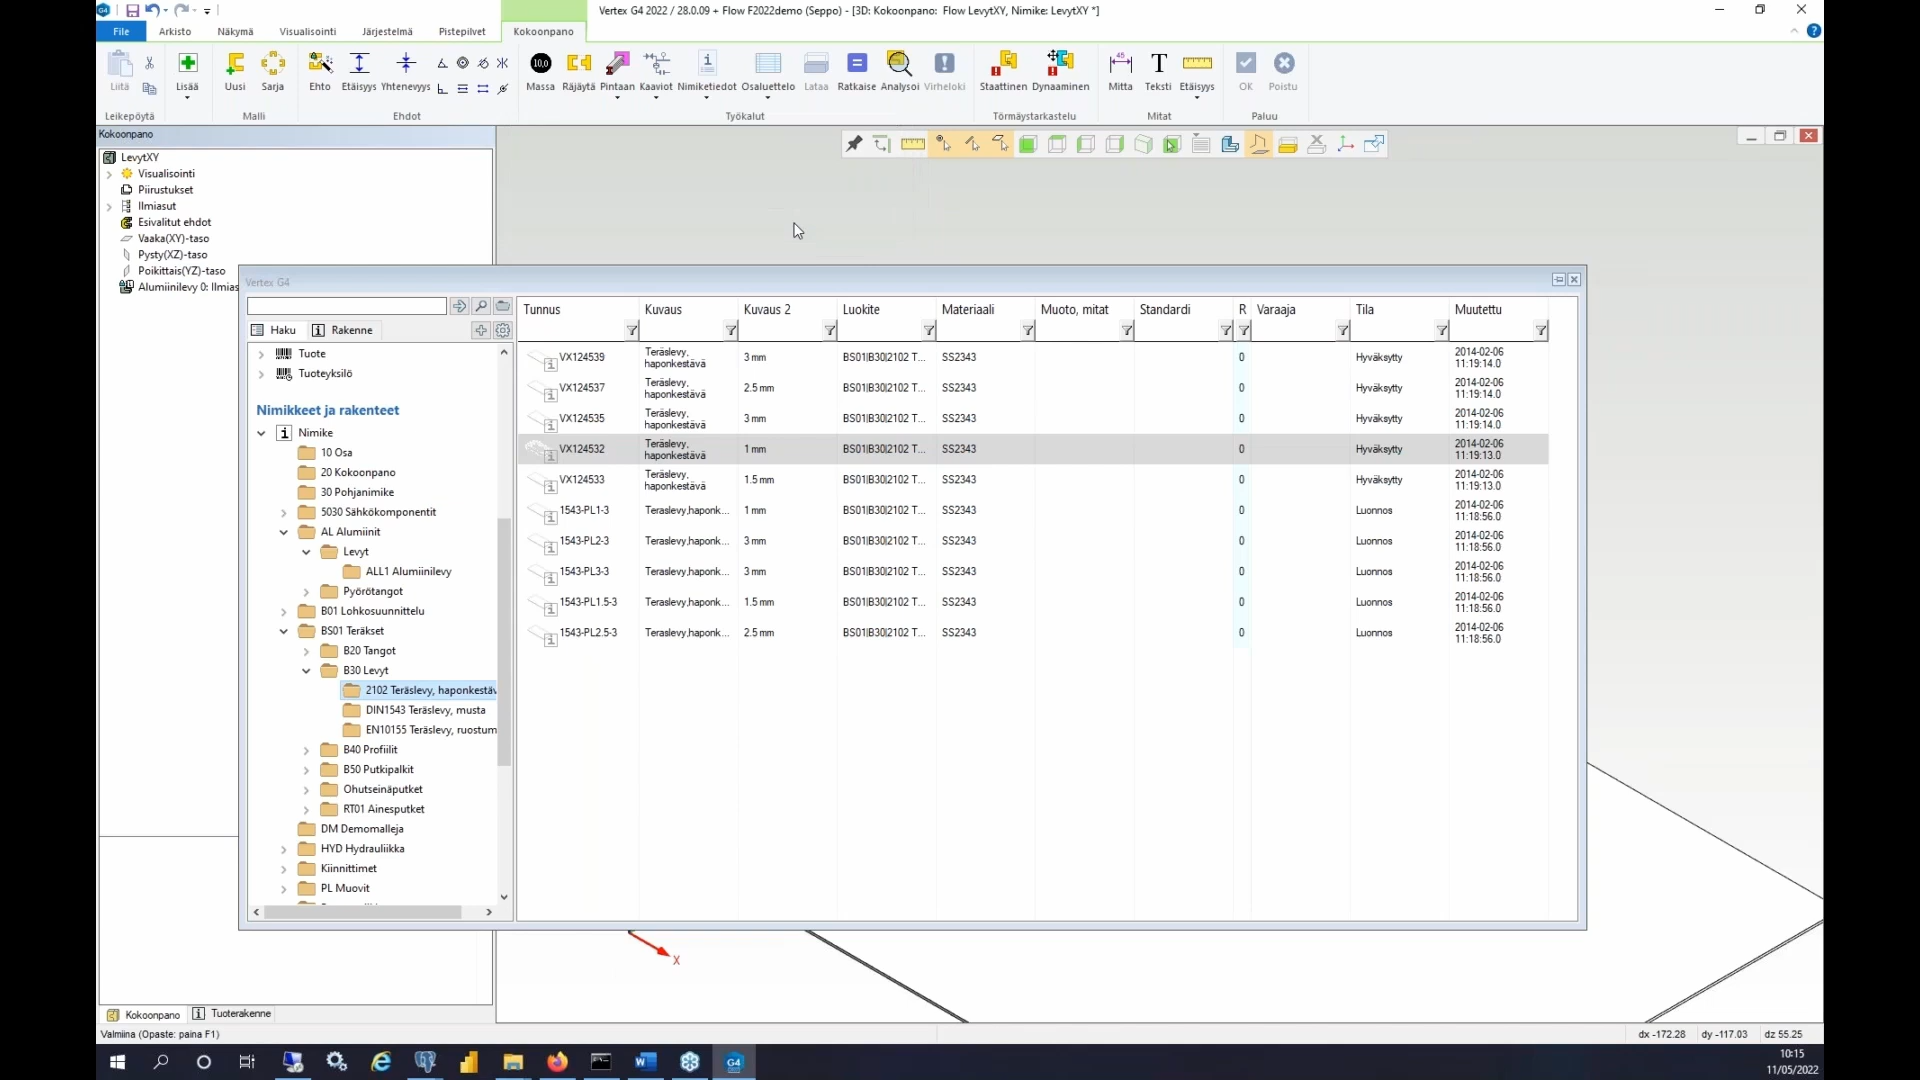 Vertex G4 2022 / 28.0.09 + Flow F2022demo (Seppo) - [3D: Kokoonpano: Flow LevytXY, Nimike: LevytXY *]
File Arkisto Näkymä Visualisointi Järjestelmä Pistepilvet Kokoonpano
Liitä Lisää Uusi Sarja Ehto Etäisyys Yhtenevyys Massa Räjäytä Pintaan Kaaviot Nimiketiedot Osaluettelo Lataa Ratkaise Analysoi Virheloki Staattinen Dynaaminen Mitta Teksti Etäisyys OK Poistu
Leikepöytä Malli Ehdot Työkalut Törmäystarkastelu Mitat Paluu
Kokoonpano
LevytXY
Visualisointi
Piirustukset
Ilmiasut
Esivalitut ehdot
Vaaka(XY)-taso
Pysty(XZ)-taso
Poikittais(YZ)-taso
Alumiinilevy 0: Ilmias
Vertex G4
Haku Rakenne
Tuote
Tuoteyksilö
Nimikkeet ja rakenteet
Nimike
10 Osa
20 Kokoonpano
30 Pohjanimike
5030 Sähkökomponentit
AL Alumiinit
Levyt
ALL1 Alumiinilevy
Pyörötangot
B01 Lohkosuunnittelu
BS01 Teräkset
B20 Tangot
B30 Levyt
2102 Teräslevy, haponkestäv
DIN1543 Teräslevy, musta
EN10155 Teräslevy, ruostum
B40 Profiilit
B50 Putkipalkit
Ohutseinäputket
RT01 Ainesputket
DM Demomalleja
HYD Hydrauliikka
Kiinnittimet
PL Muovit
Tunnus Kuvaus Kuvaus 2 Luokite Materiaali Muoto, mitat Standardi R Varaaja Tila Muutettu
VX124539 Teräslevy, haponkestävä 3 mm BS01|B30|2102 T... SS2343 0 Hyväksytty 2014-02-06 11:19:14.0
VX124537 Teräslevy, haponkestävä 2.5 mm BS01|B30|2102 T... SS2343 0 Hyväksytty 2014-02-06 11:19:14.0
VX124535 Teräslevy, haponkestävä 3 mm BS01|B30|2102 T... SS2343 0 Hyväksytty 2014-02-06 11:19:14.0
VX124532 Teräslevy, haponkestävä 1 mm BS01|B30|2102 T... SS2343 0 Hyväksytty 2014-02-06 11:19:13.0
VX124533 Teräslevy, haponkestävä 1.5 mm BS01|B30|2102 T... SS2343 0 Hyväksytty 2014-02-06 11:19:13.0
1543-PL1-3 Teraslevy,haponk... 1 mm BS01|B30|2102 T... SS2343 0 Luonnos 2014-02-06 11:18:56.0
1543-PL2-3 Teraslevy,haponk... 3 mm BS01|B30|2102 T... SS2343 0 Luonnos 2014-02-06 11:18:56.0
1543-PL3-3 Teraslevy,haponk... 3 mm BS01|B30|2102 T... SS2343 0 Luonnos 2014-02-06 11:18:56.0
1543-PL1.5-3 Teraslevy,haponk... 1.5 mm BS01|B30|2102 T... SS2343 0 Luonnos 2014-02-06 11:18:56.0
1543-PL2.5-3 Teraslevy,haponk... 2.5 mm BS01|B30|2102 T... SS2343 0 Luonnos 2014-02-06 11:18:56.0
X
Kokoonpano Tuoterakenne
Valmiina (Opaste: paina F1) dx -172.28 dy -117.03 dz 55.25
10:15
11/05/2022